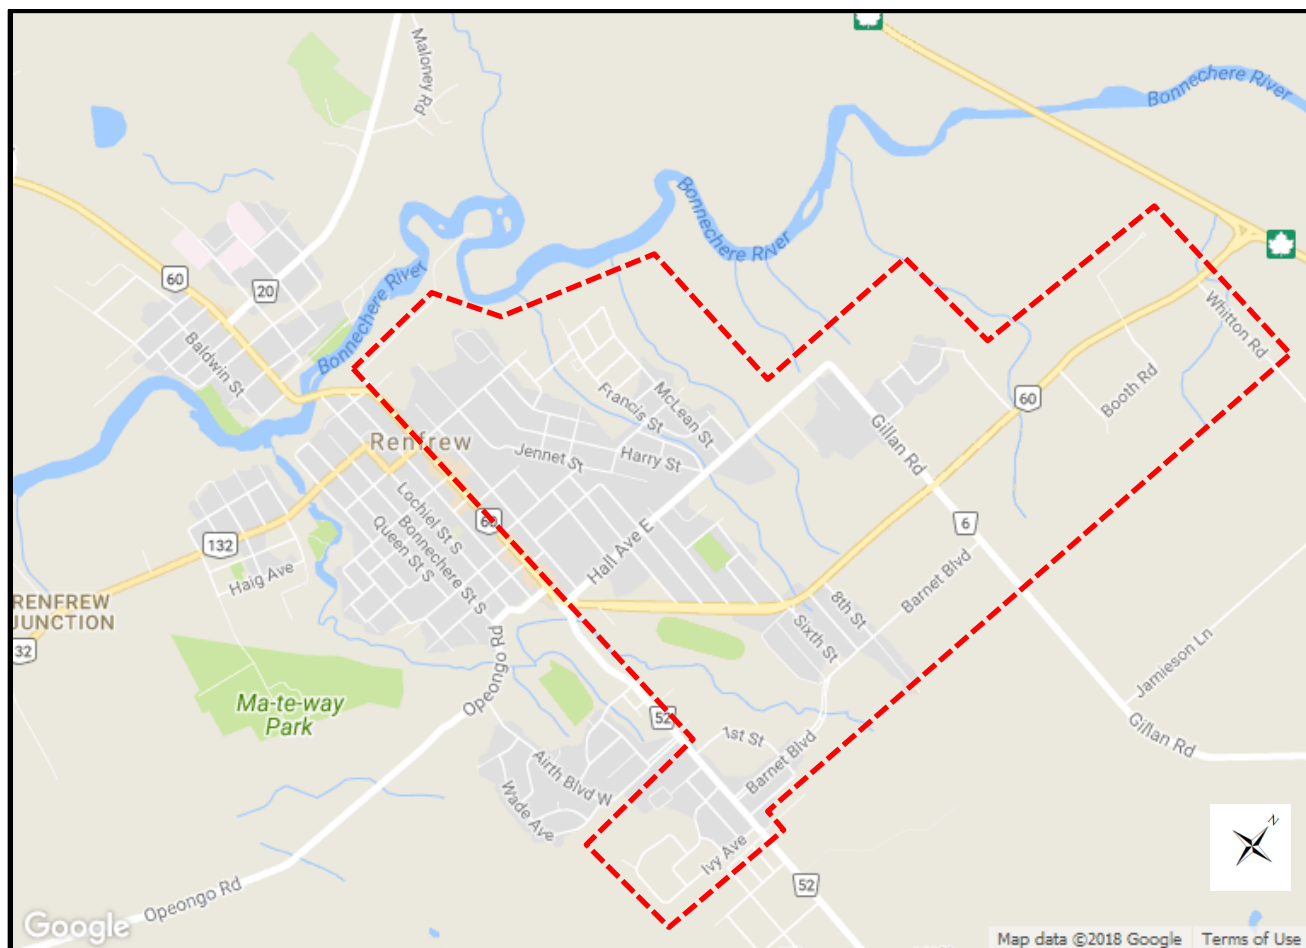 Maloney Rd
Bonnechere River
Bonnechere River
60
20
Bonnechere River
Whitton Rd
Baldwin St
McLean St
Francis St
60
Booth Rd
Renfrew
Jennet St
Harry St
Gillan Rd
Lochiel St S
60
6
Bonnechere St S
Queen St S
132
Hall Ave E
Haig Ave
Barnet Blvd
RENFREW
JUNCTION
8th St
Sixth St
32
Jamieson Ln
Opeongo Rd
Ma-te-way
Park
52
Gillan Rd
1st St
Barnet Blvd
Airth Blvd W
Wade Ave
N
Ivy Ave
52
Opeongo Rd
Google
Map data ©2018 Google
Terms of Use